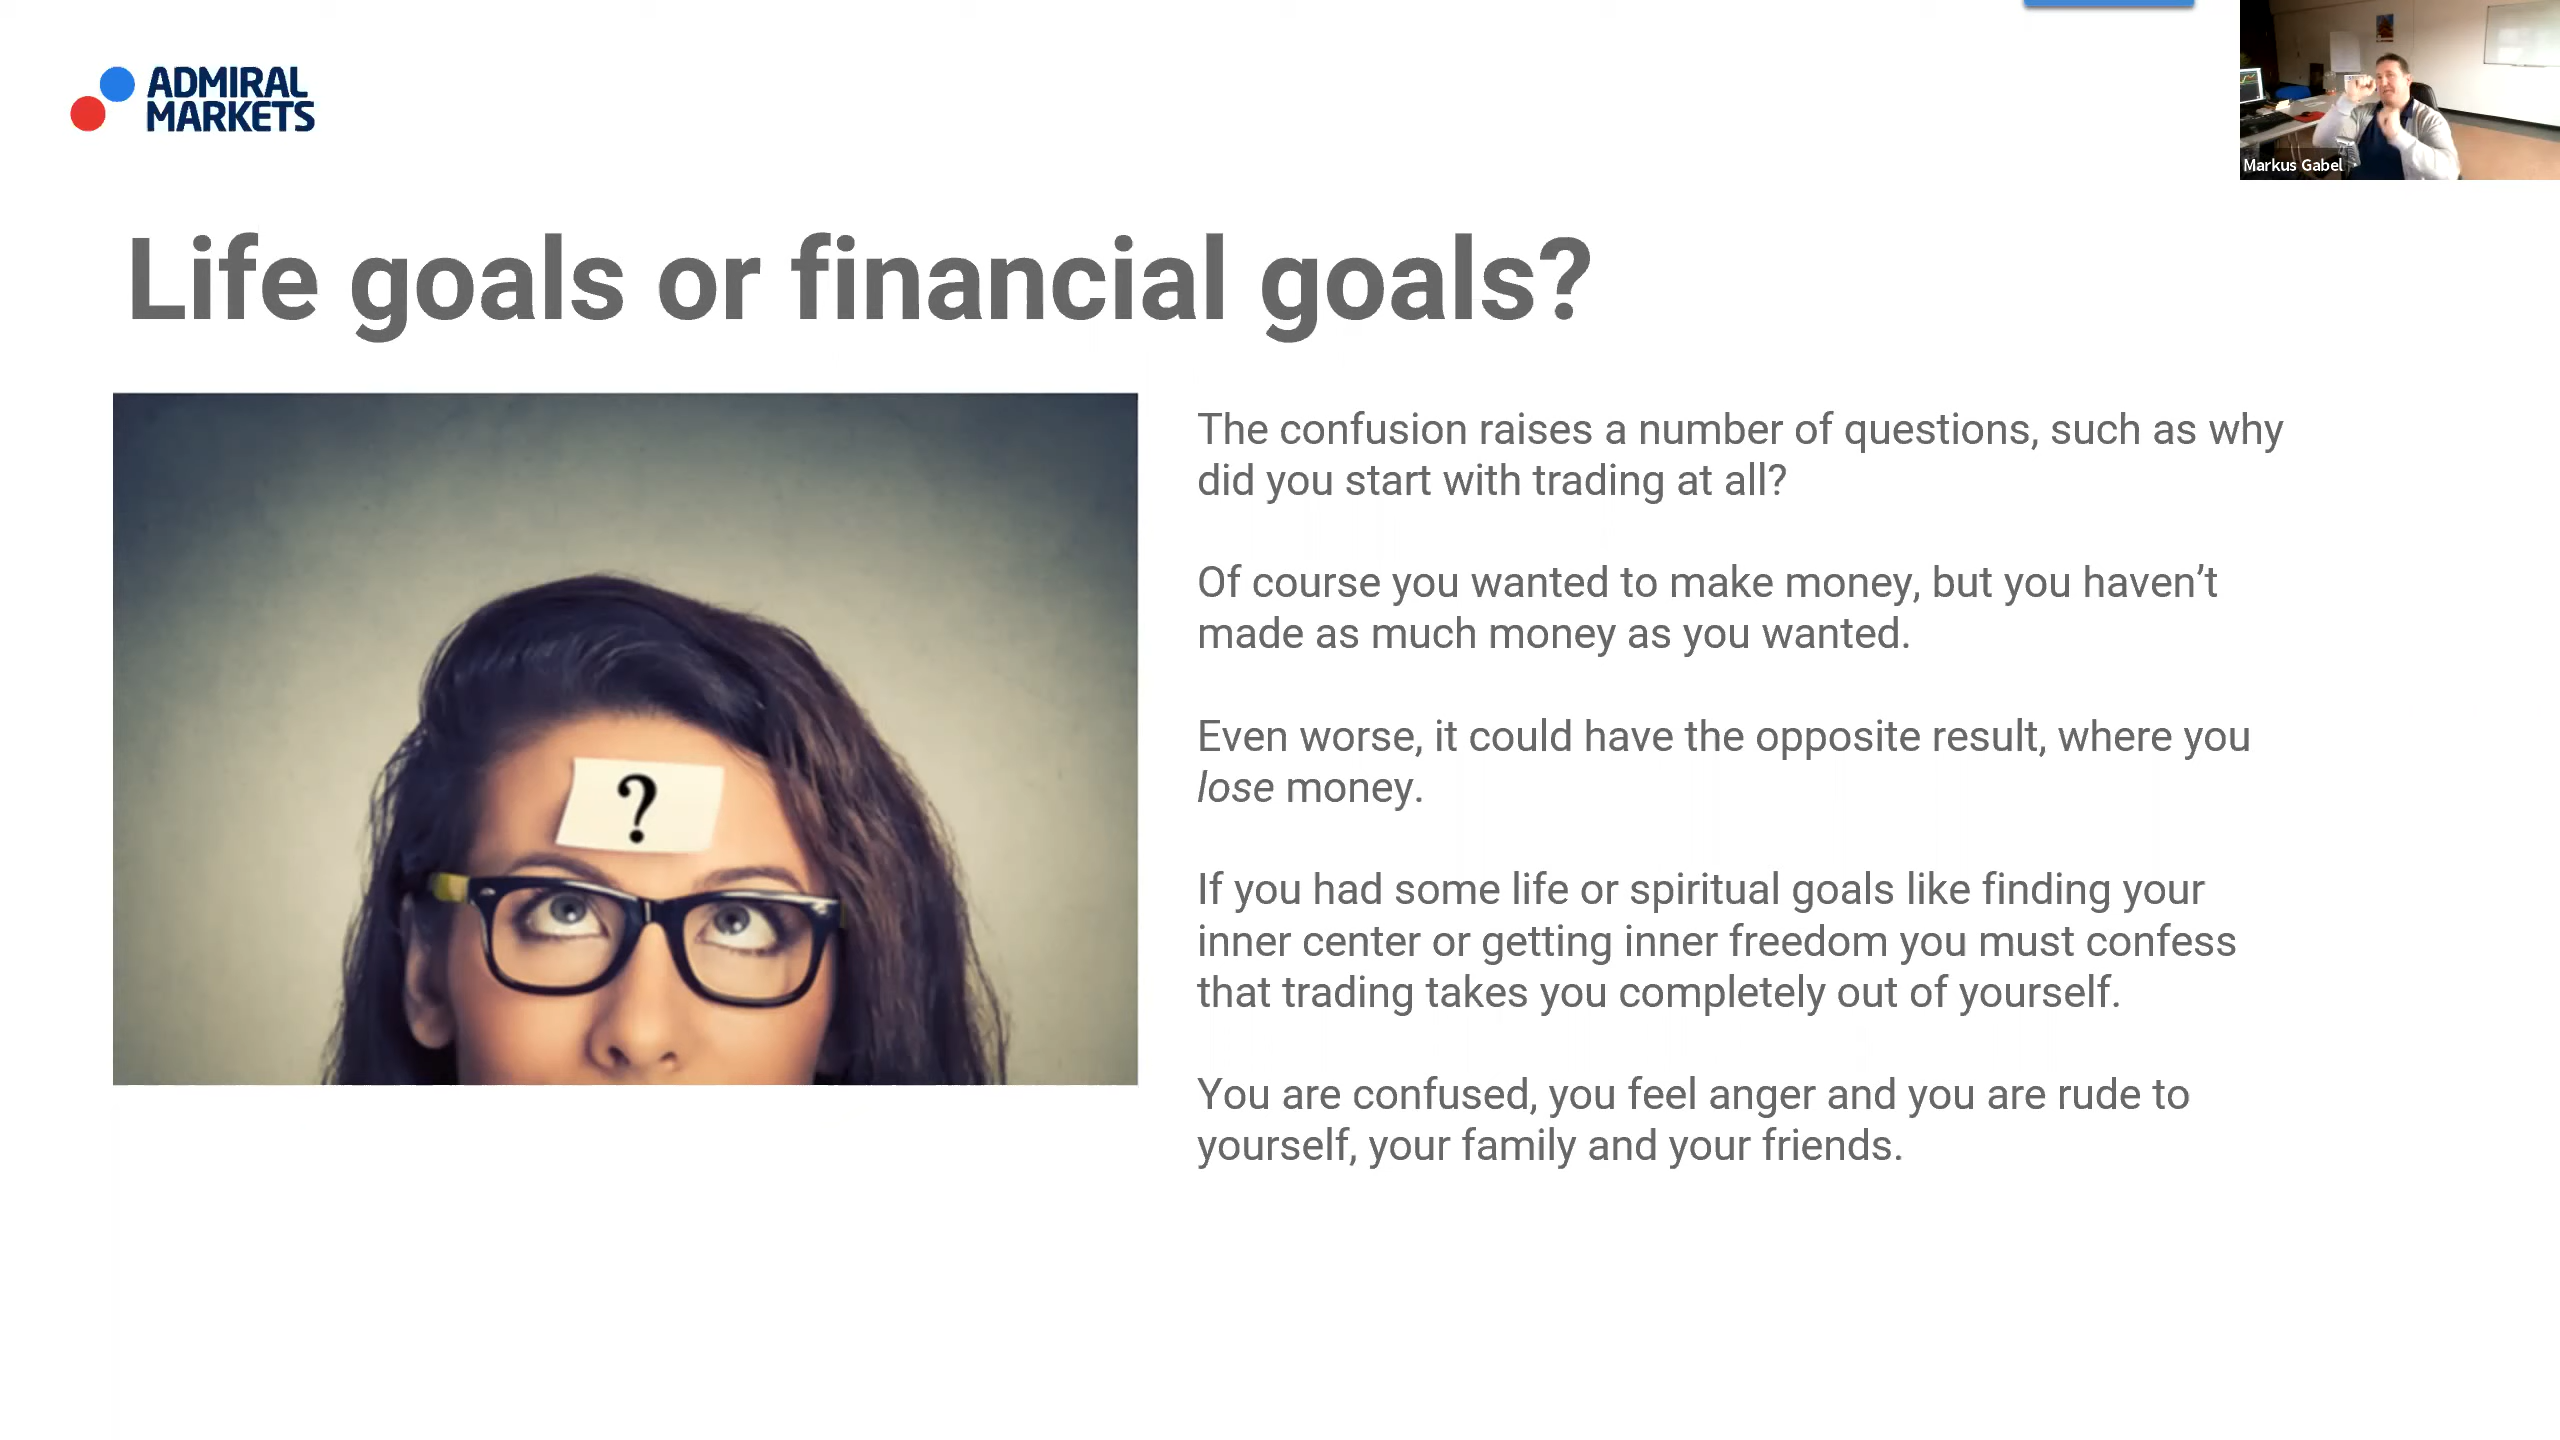 ADMIRAL
MARKETS
Markus Gabel
Life goals or financial goals?
?
The confusion raises a number of questions, such as why
did you start with trading at all?
Of course you wanted to make money, but you haven’t
made as much money as you wanted.
Even worse, it could have the opposite result, where you
lose money.
If you had some life or spiritual goals like finding your
inner center or getting inner freedom you must confess
that trading takes you completely out of yourself.
You are confused, you feel anger and you are rude to
yourself, your family and your friends.